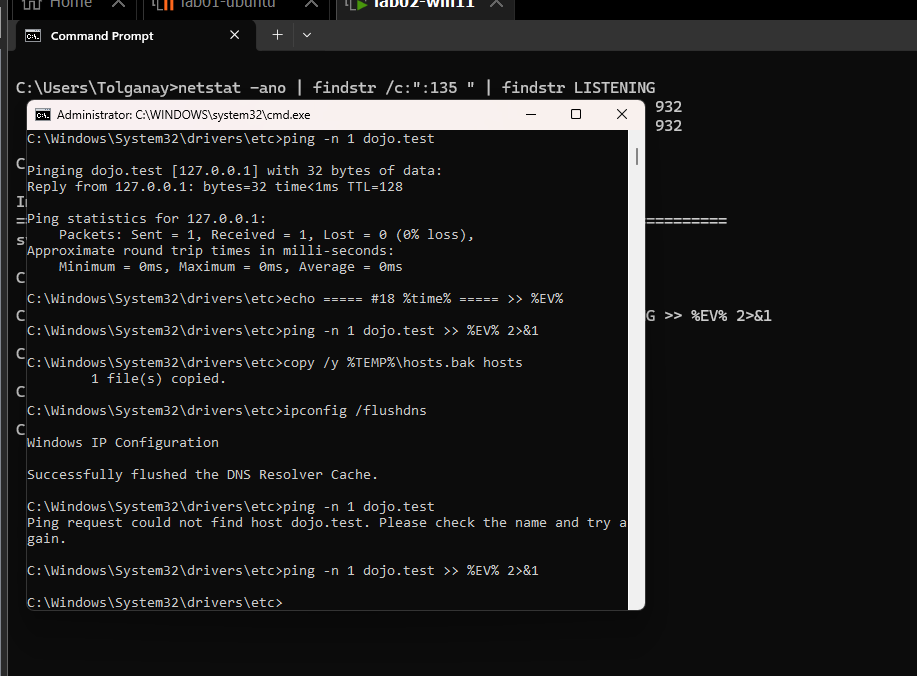 Home
lab01-ubuntu
lab02-win11
Command Prompt
C:\Users\Tolganay>netstat -ano | findstr /c:":135 " | findstr LISTENING
932
932
Administrator: C:\WINDOWS\system32\cmd.exe
C:\Windows\System32\drivers\etc>ping -n 1 dojo.test
Pinging dojo.test [127.0.0.1] with 32 bytes of data:
Reply from 127.0.0.1: bytes=32 time<1ms TTL=128
Ping statistics for 127.0.0.1:
Packets: Sent = 1, Received = 1, Lost = 0 (0% loss),
Approximate round trip times in milli-seconds:
Minimum = 0ms, Maximum = 0ms, Average = 0ms
C:\Windows\System32\drivers\etc>echo ===== #18 %time% ===== >> %EV%
C:\Windows\System32\drivers\etc>ping -n 1 dojo.test >> %EV% 2>&1
G >> %EV% 2>&1
C:\Windows\System32\drivers\etc>copy /y %TEMP%\hosts.bak hosts
1 file(s) copied.
C:\Windows\System32\drivers\etc>ipconfig /flushdns
Windows IP Configuration
Successfully flushed the DNS Resolver Cache.
C:\Windows\System32\drivers\etc>ping -n 1 dojo.test
Ping request could not find host dojo.test. Please check the name and try a
gain.
C:\Windows\System32\drivers\etc>ping -n 1 dojo.test >> %EV% 2>&1
C:\Windows\System32\drivers\etc>